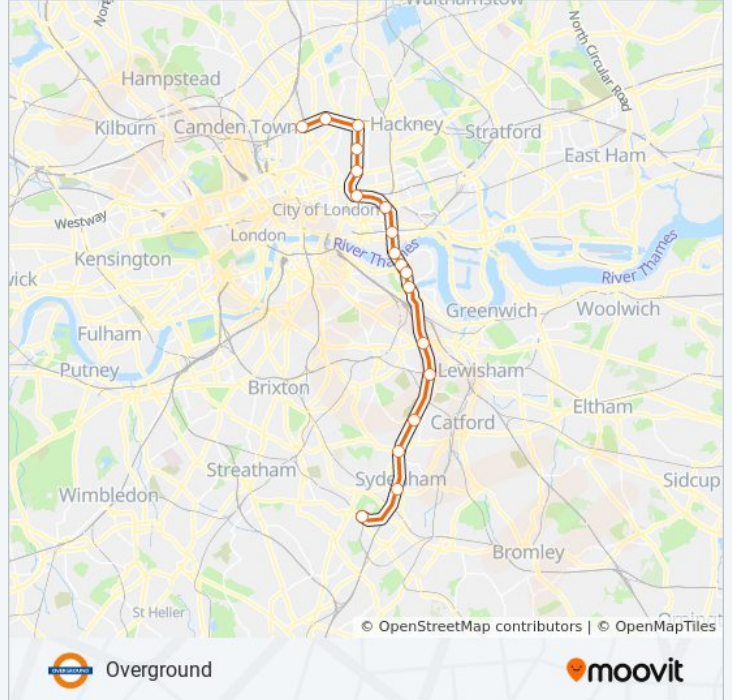 Walthamstow
North Circular Road
Hampstead
Kilburn
Camden Town
Hackney
Stratford
East Ham
City of London
Westway
London
River Thames
River Thames
Kensington
wick
Greenwich
Woolwich
Fulham
Putney
Lewisham
Brixton
Eltham
Catford
Streatham
Sydenham
Sidcup
Wimbledon
Bromley
St Helier
© OpenStreetMap contributors | © OpenMapTiles
OVERGROUND
Overground
moovit